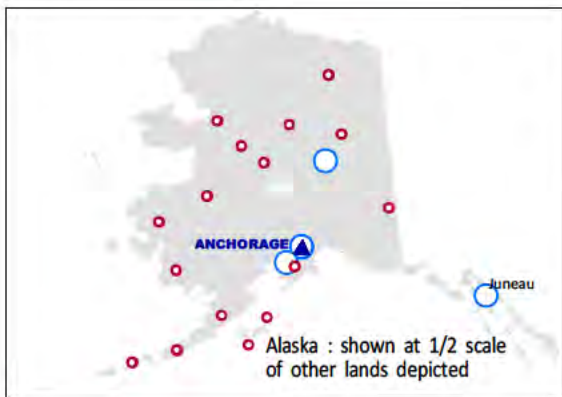 ANCHORAGE
Juneau
Alaska : shown at 1/2 scale
of other lands depicted